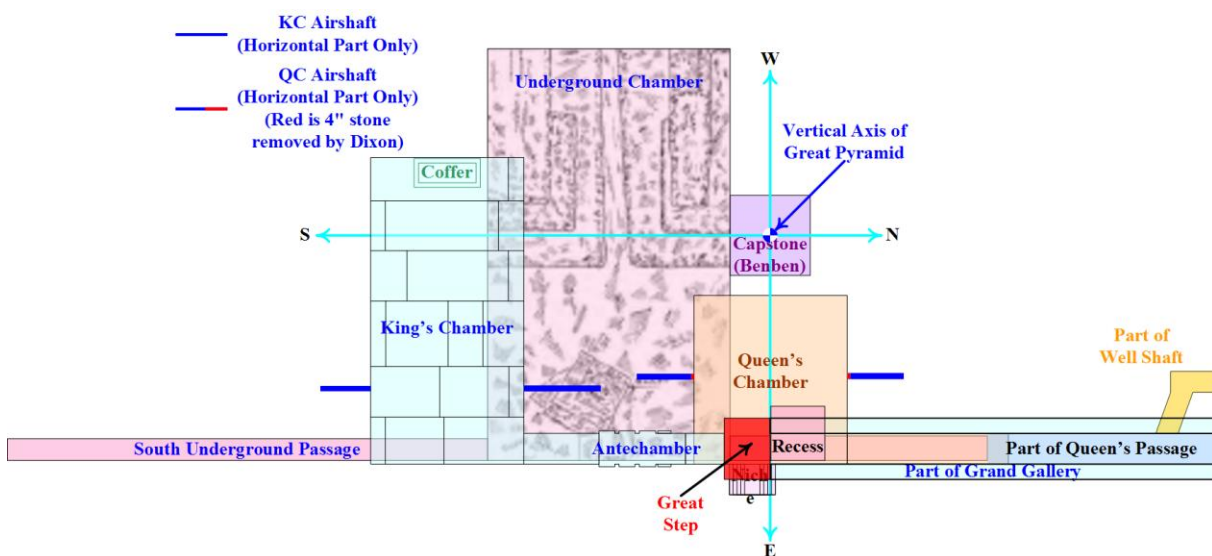 KC Airshaft
(Horizontal Part Only)
QC Airshaft
(Horizontal Part Only)
(Red is 4" stone
removed by Dixon)
Underground Chamber
W
Vertical Axis of
Great Pyramid
Coffer
S
N
Capstone
(Benben)
King's Chamber
Queen's
Chamber
Part of
Well Shaft
South Underground Passage
Antechamber
Recess
Part of Queen's Passage
Part of Grand Gallery
Nich
e
Great
Step
E